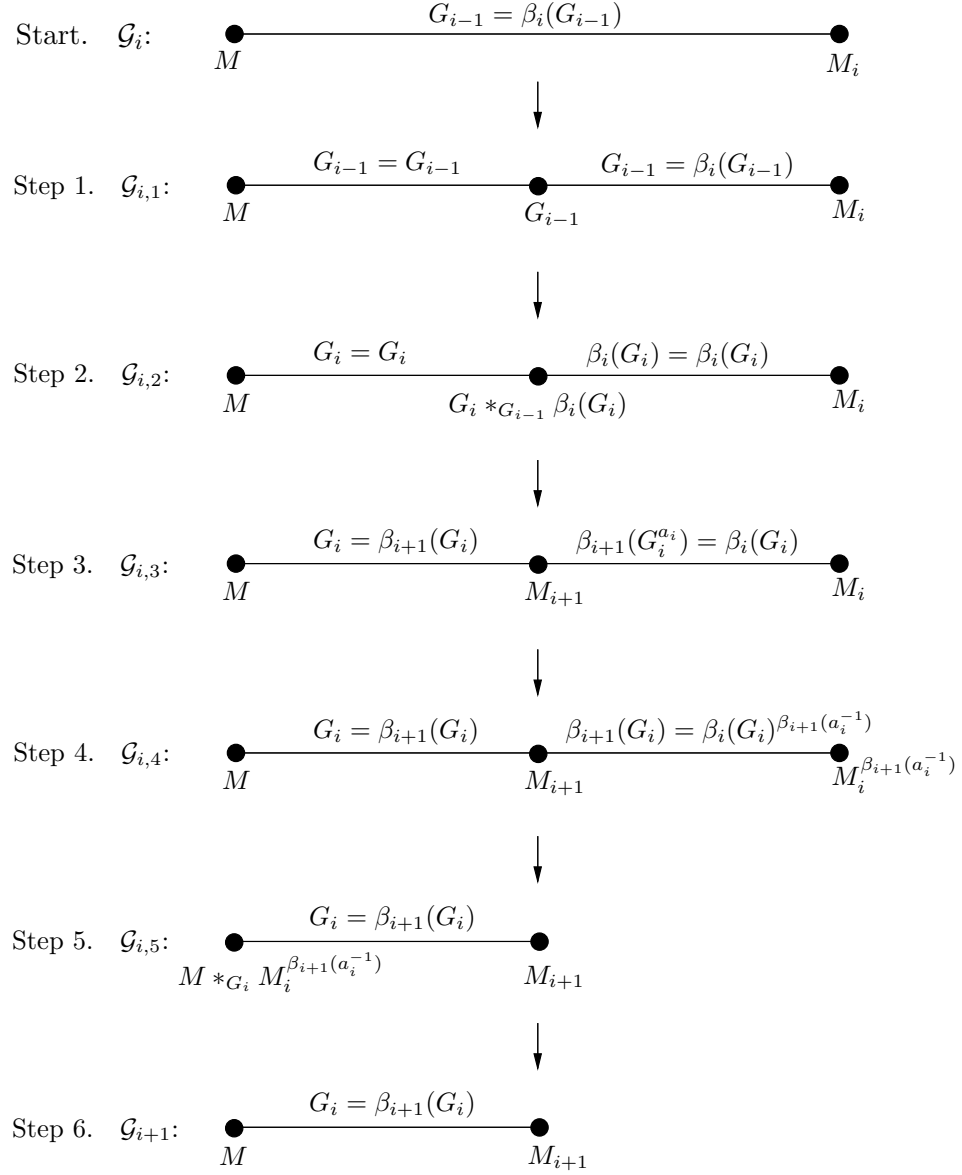 G_{i-1} = β_i(G_{i-1})
Start. 𝒢_i:
M M_i
G_{i-1} = G_{i-1} G_{i-1} = β_i(G_{i-1})
Step 1. 𝒢_{i,1}:
M G_{i-1} M_i
G_i = G_i β_i(G_i) = β_i(G_i)
Step 2. 𝒢_{i,2}:
M G_i *_{G_{i-1}} β_i(G_i) M_i
G_i = β_{i+1}(G_i) β_{i+1}(G_i^{a_i}) = β_i(G_i)
Step 3. 𝒢_{i,3}:
M M_{i+1} M_i
G_i = β_{i+1}(G_i) β_{i+1}(G_i) = β_i(G_i)^{β_{i+1}(a_i^{-1})}
Step 4. 𝒢_{i,4}:
M M_{i+1} M_i^{β_{i+1}(a_i^{-1})}
G_i = β_{i+1}(G_i)
Step 5. 𝒢_{i,5}:
M *_{G_i} M_i^{β_{i+1}(a_i^{-1})} M_{i+1}
G_i = β_{i+1}(G_i)
Step 6. 𝒢_{i+1}:
M M_{i+1}